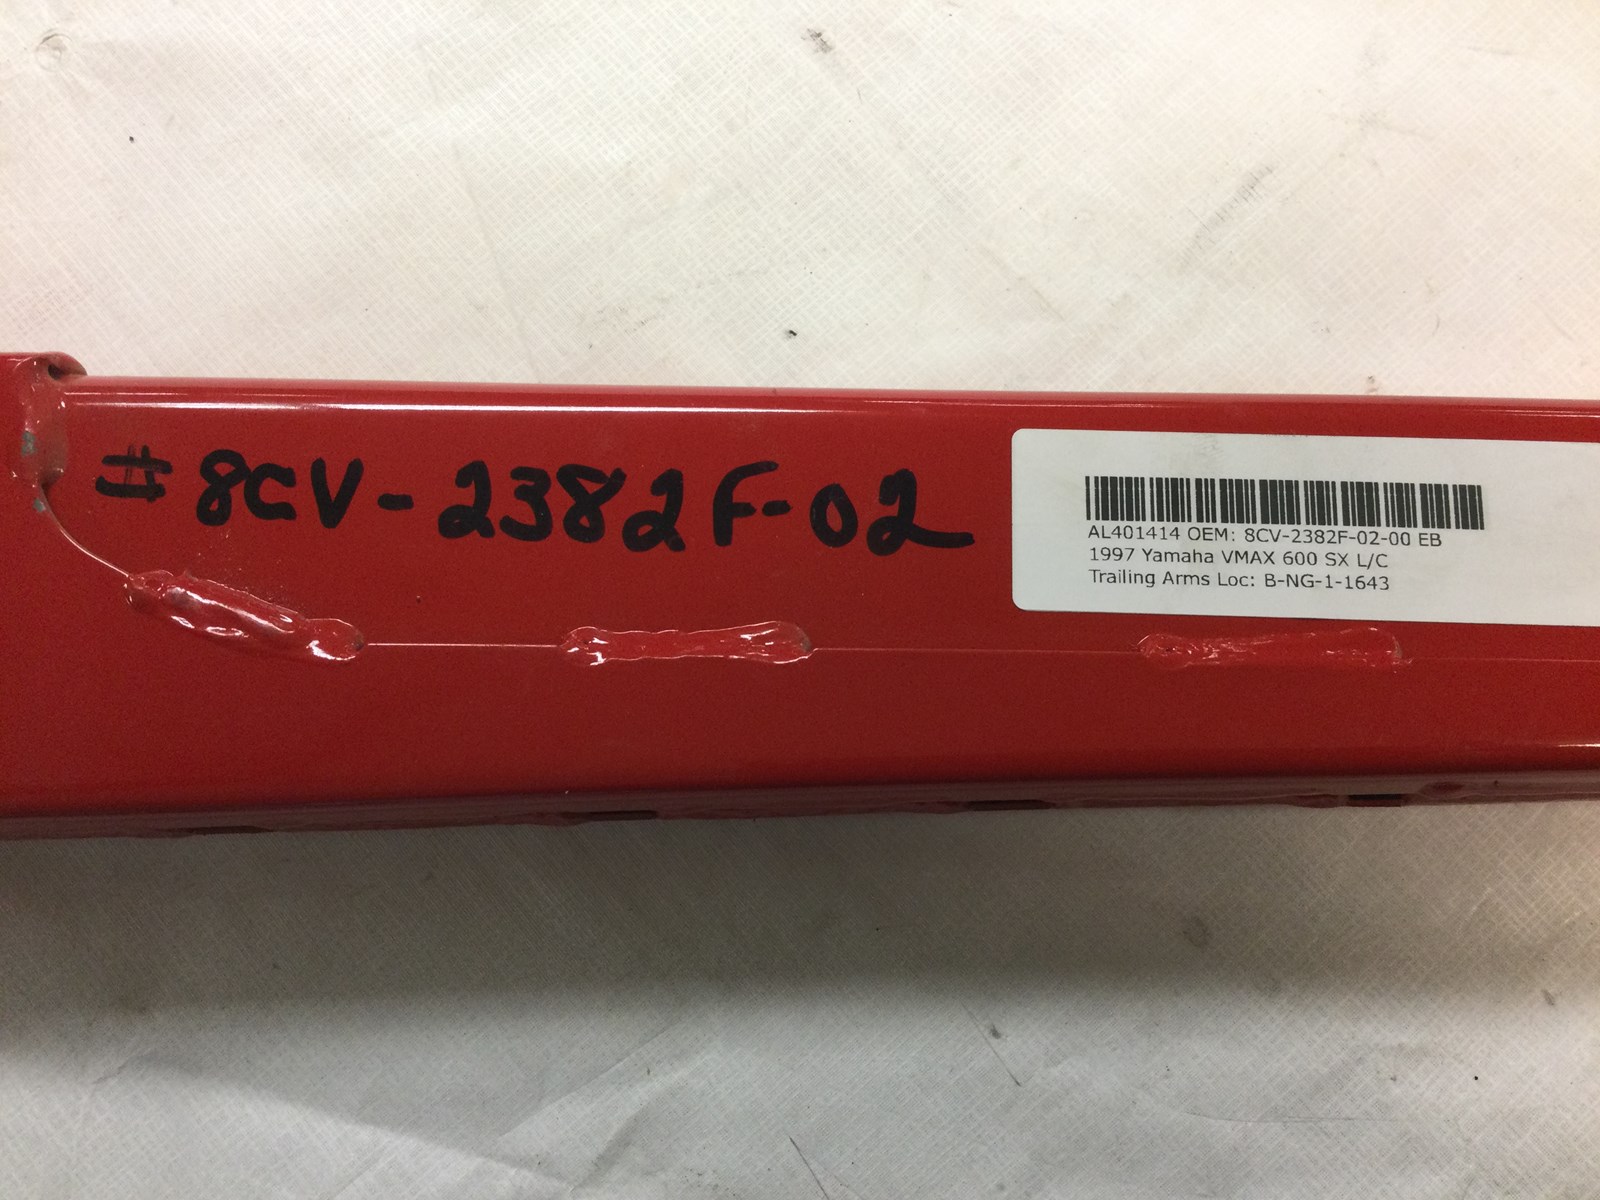 #8CV-2382F-02
AL401414 OEM: 8CV-2382F-02-00 EB
1997 Yamaha VMAX 600 SX L/C
Trailing Arms Loc: B-NG-1-1643